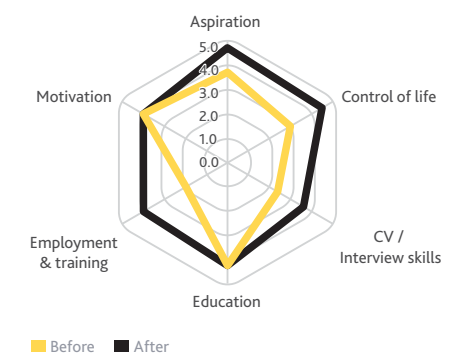 Aspiration
5.0
4.0
3.0
2.0
1.0
0.0
Motivation
Control of life
Employment
& training
CV /
Interview skills
Education
Before
After